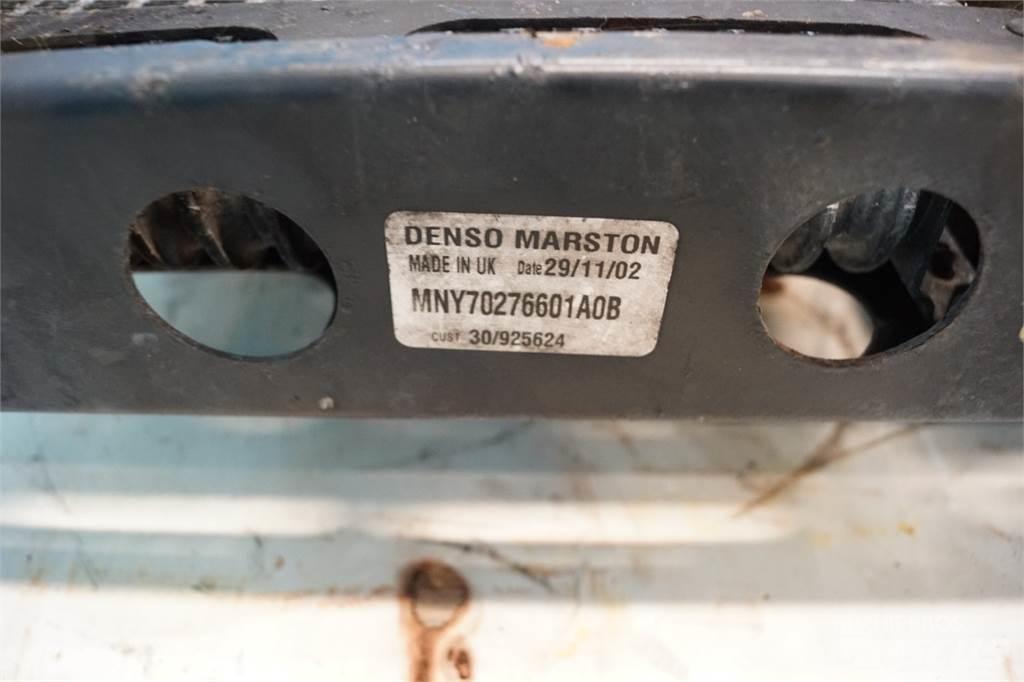 DENSO MARSTON
MADE IN UK Date 29/11/02
MNY70276601A0B
CUST. 30/925624